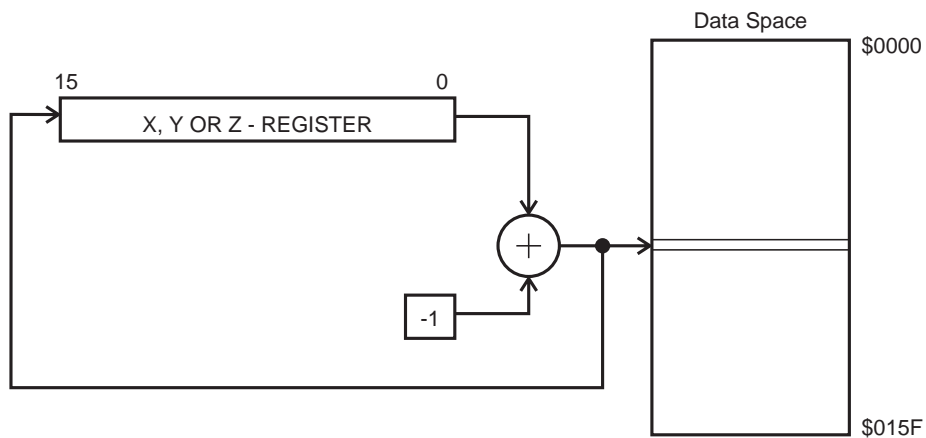 Data Space
$0000
15 0
X, Y OR Z - REGISTER
+
-1
$015F